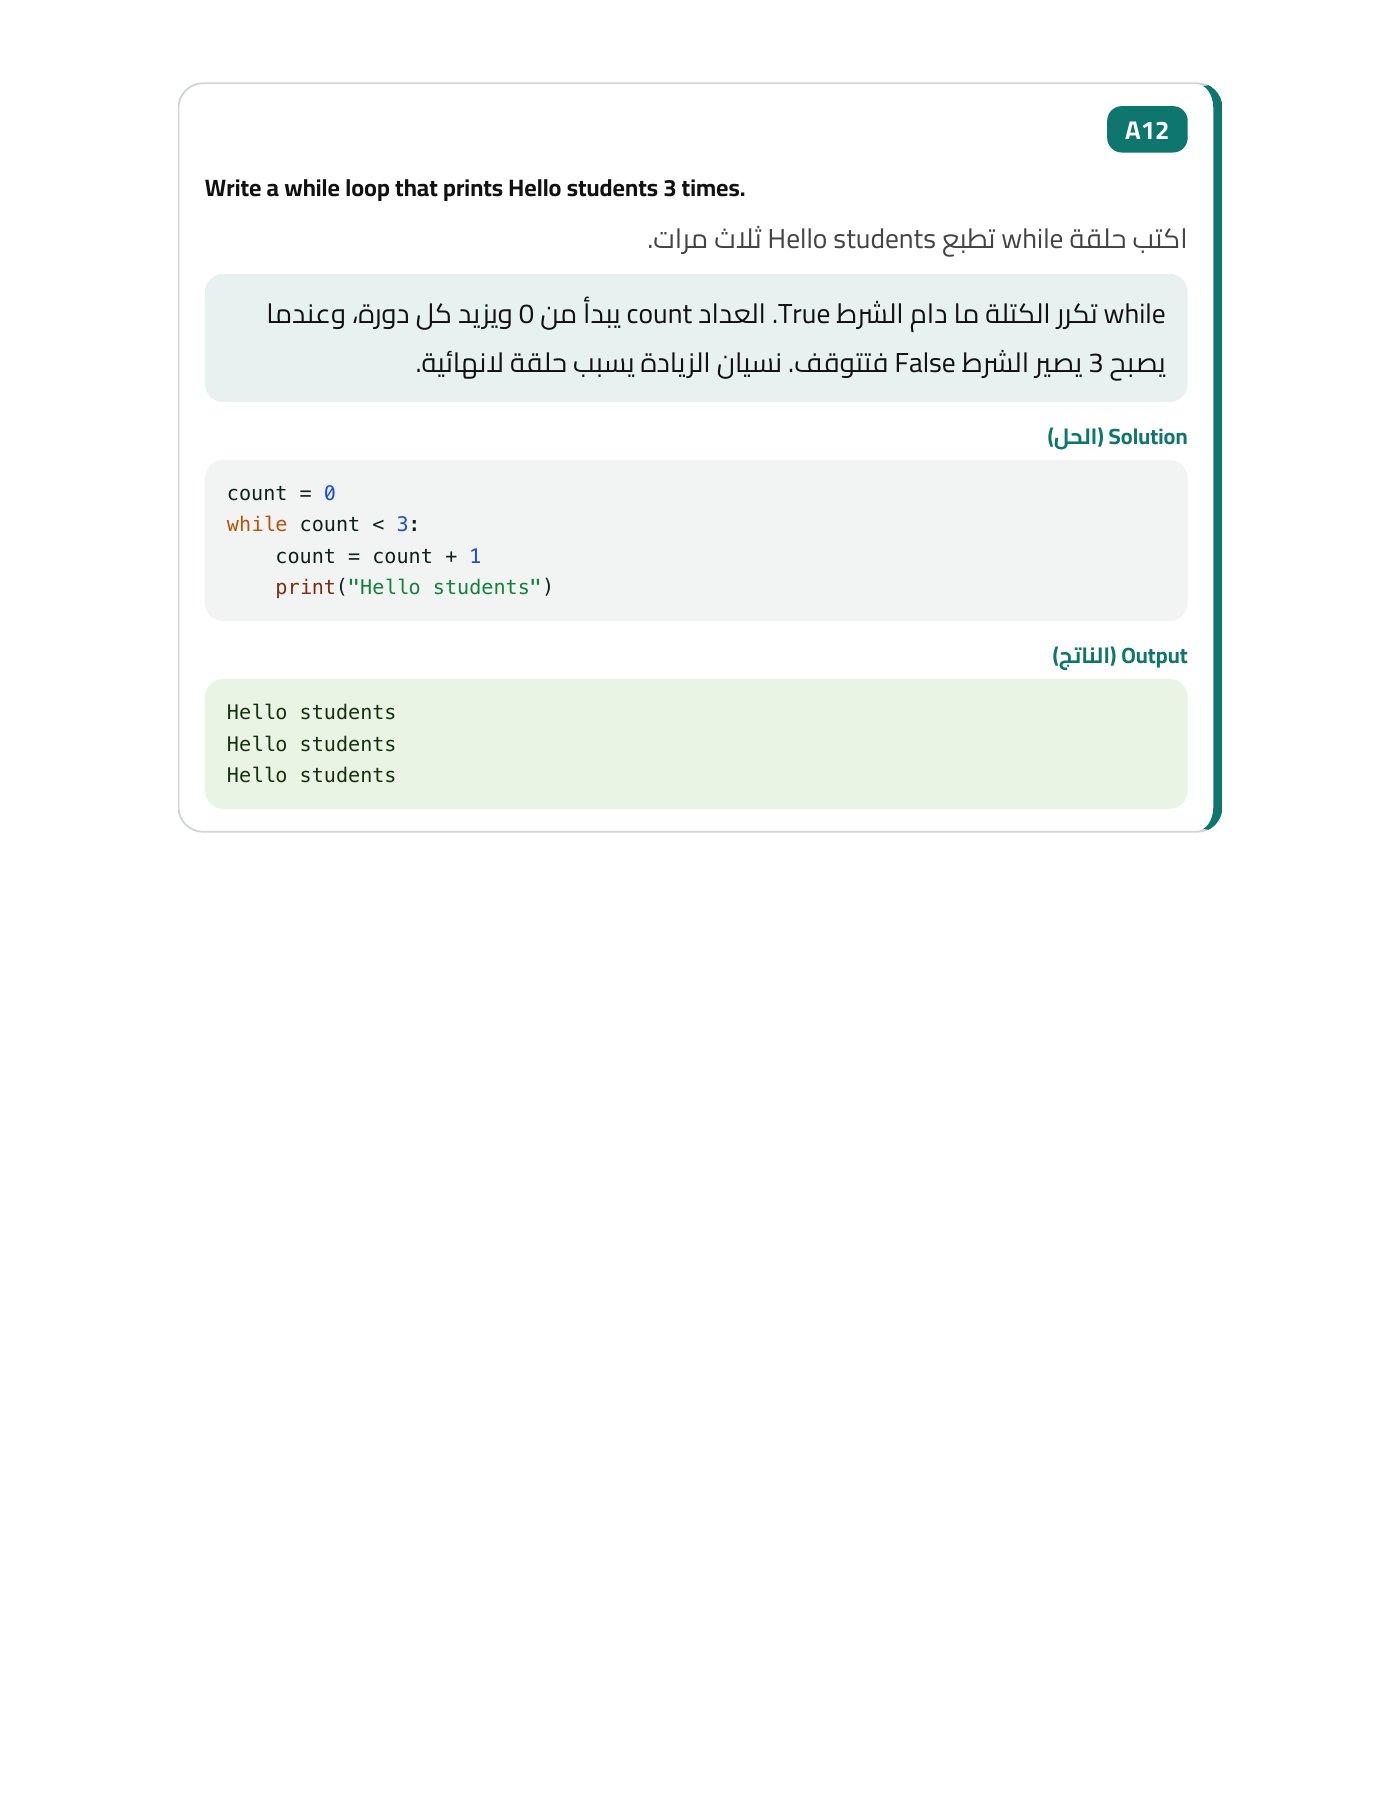 A12
Write a while loop that prints Hello students 3 times.
اكتب حلقة while تطبع Hello students ثلاث مرات.
while تكرر الكتلة ما دام الشرط True. العداد count يبدأ من 0 ويزيد كل دورة، وعندما
يصبح 3 يصير الشرط False فتتوقف. نسيان الزيادة يسبب حلقة لانهائية.
Solution (الحل)
count = 0
while count < 3:
    count = count + 1
    print("Hello students")
Output (الناتج)
Hello students
Hello students
Hello students